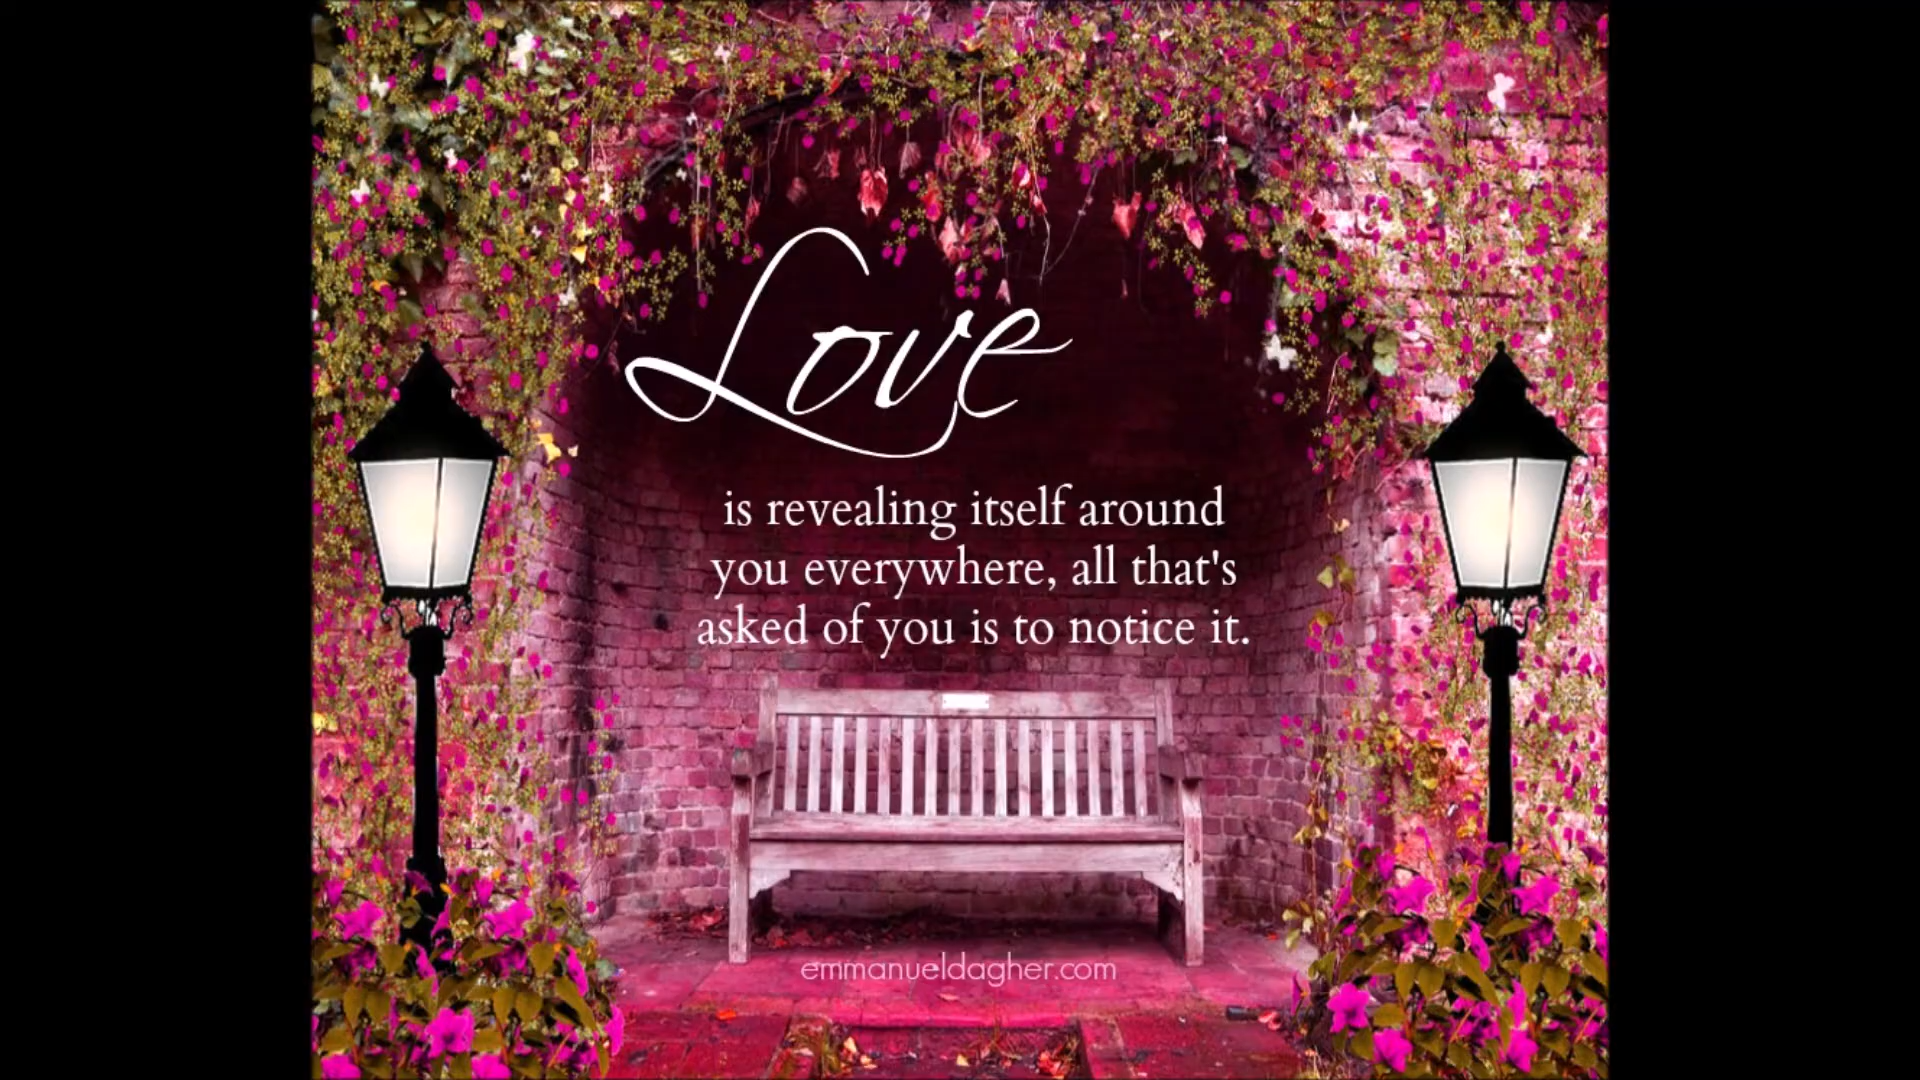 Love
is revealing itself around
you everywhere, all that's
asked of you is to notice it.
emmanueldagher.com